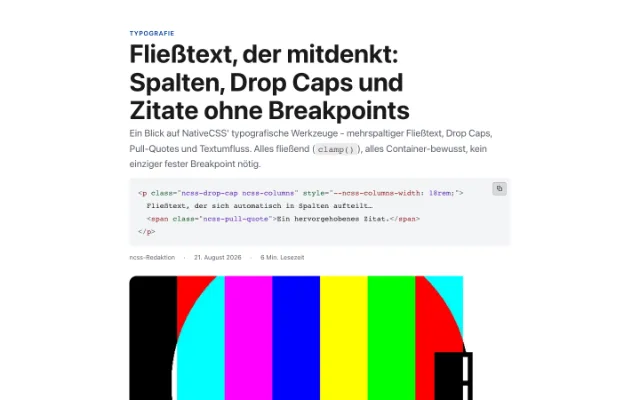 TYPOGRAFIE
Fließtext, der mitdenkt:
Spalten, Drop Caps und
Zitate ohne Breakpoints
Ein Blick auf NativeCSS' typografische Werkzeuge – mehrspaltiger Fließtext, Drop Caps,
Pull-Quotes und Textumfluss. Alles fließend ( clamp() ), alles Container-bewusst, kein
einziger fester Breakpoint nötig.
<p class="ncss-drop-cap ncss-columns" style="--ncss-columns-width: 18rem;">
Fließtext, der sich automatisch in Spalten aufteilt…
<span class="ncss-pull-quote">Ein hervorgehobenes Zitat.</span>
</p>
ncss-Redaktion · 21. August 2026 · 6 Min. Lesezeit